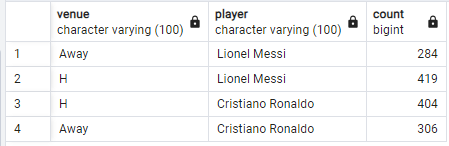 venue player count
character varying (100) character varying (100) bigint
1 Away Lionel Messi 284
2 H Lionel Messi 419
3 H Cristiano Ronaldo 404
4 Away Cristiano Ronaldo 306